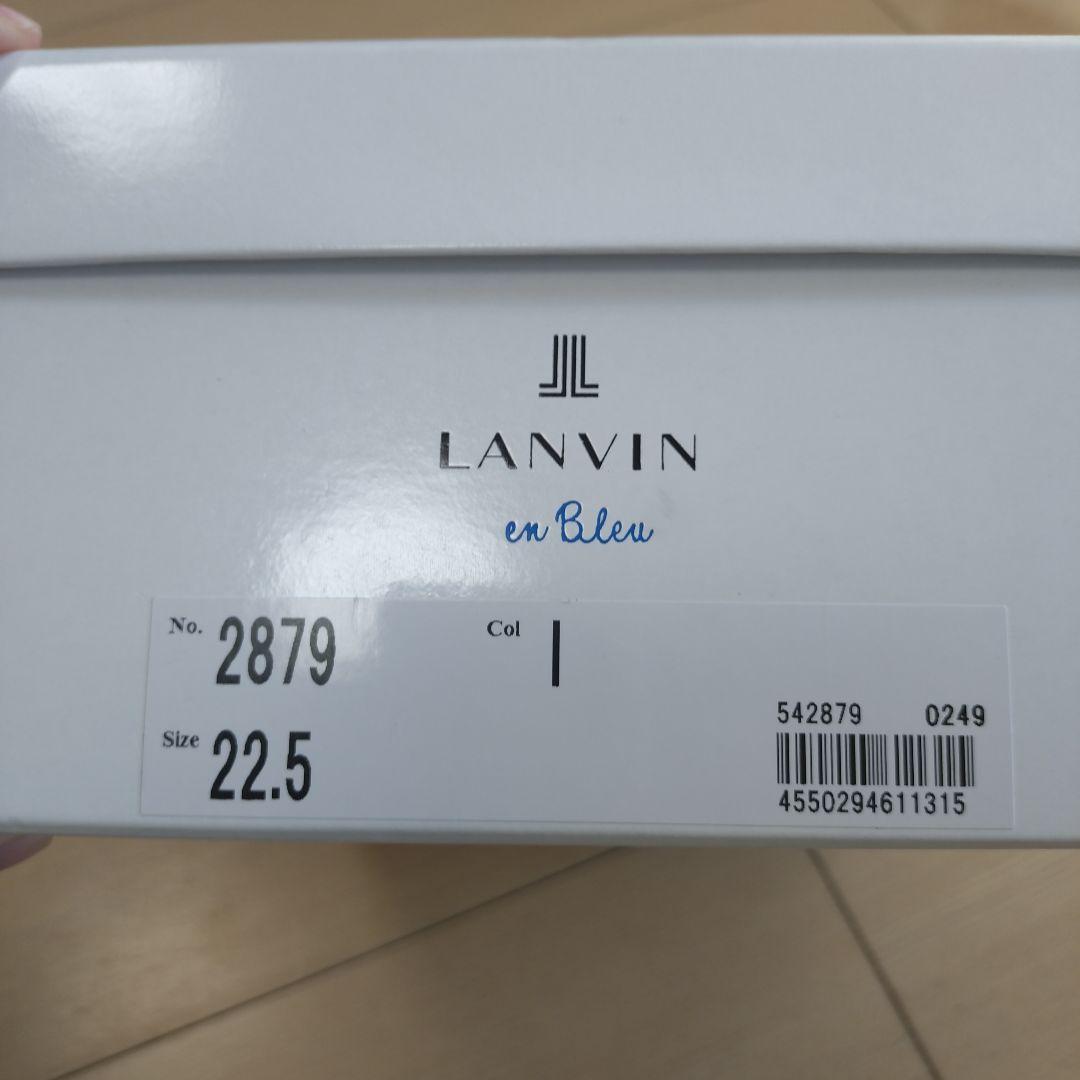 LANVIN
en Bleu
No. 2879 Col I
Size 22.5
542879 0249
4550294611315